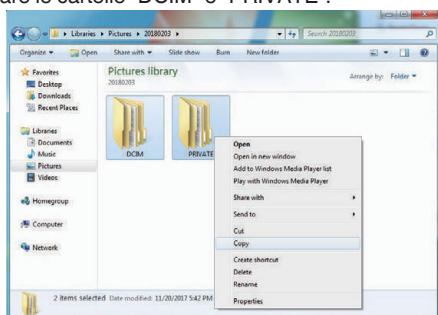 are le cartelle "DCIM" e "PRIVATE".
Libraries Pictures 20180203
Search 20180203
Organize Open Share with Slide show Burn New folder
Favorites
Desktop
Downloads
Recent Places
Libraries
Documents
Music
Pictures
Videos
Homegroup
Computer
Network
Pictures library
20180203
Arrange by: Folder
DCIM
PRIVATE
Open
Open in new window
Add to Windows Media Player list
Play with Windows Media Player
Share with
Send to
Cut
Copy
Create shortcut
Delete
Rename
Properties
2 items selected Date modified: 11/20/2017 5:42 PM